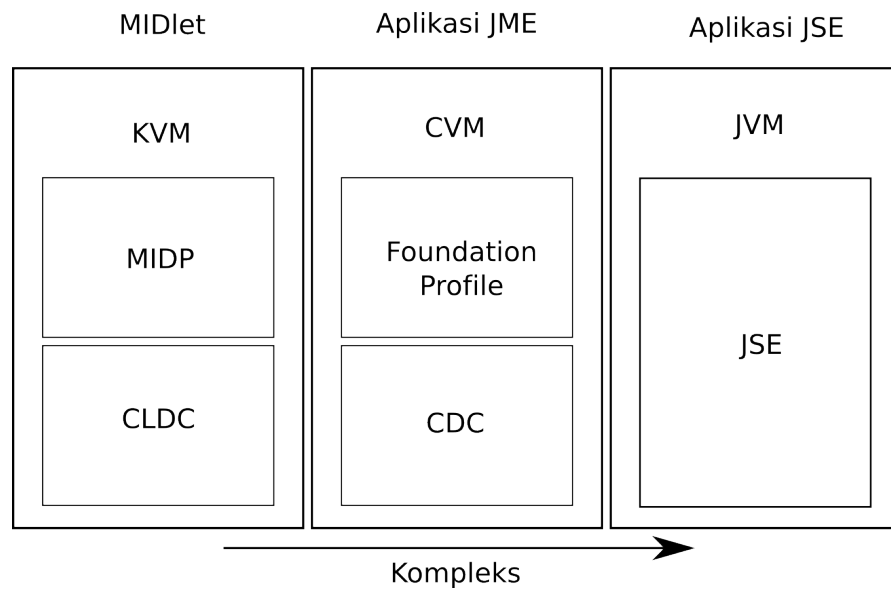 MIDlet
Aplikasi JME
Aplikasi JSE
KVM
CVM
JVM
MIDP
Foundation
Profile
JSE
CLDC
CDC
Kompleks